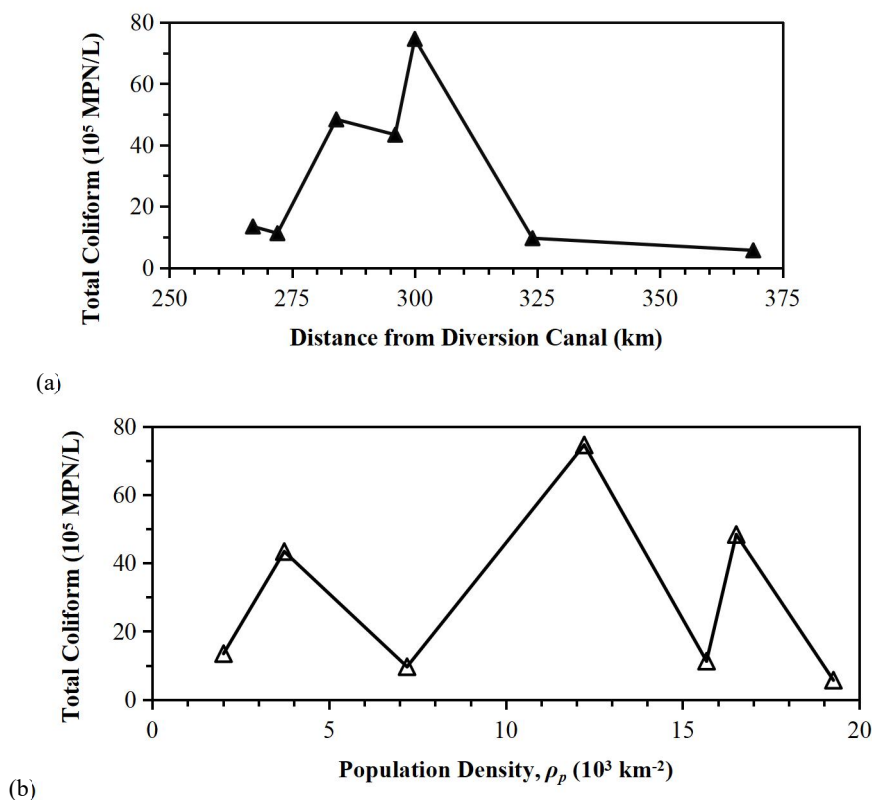 80
60
40
20
0
Total Coliform (10⁵ MPN/L)
250 275 300 325 350 375
Distance from Diversion Canal (km)
(a)
80
60
40
20
0
Total Coliform (10⁵ MPN/L)
0 5 10 15 20
Population Density, ρₚ (10³ km⁻²)
(b)